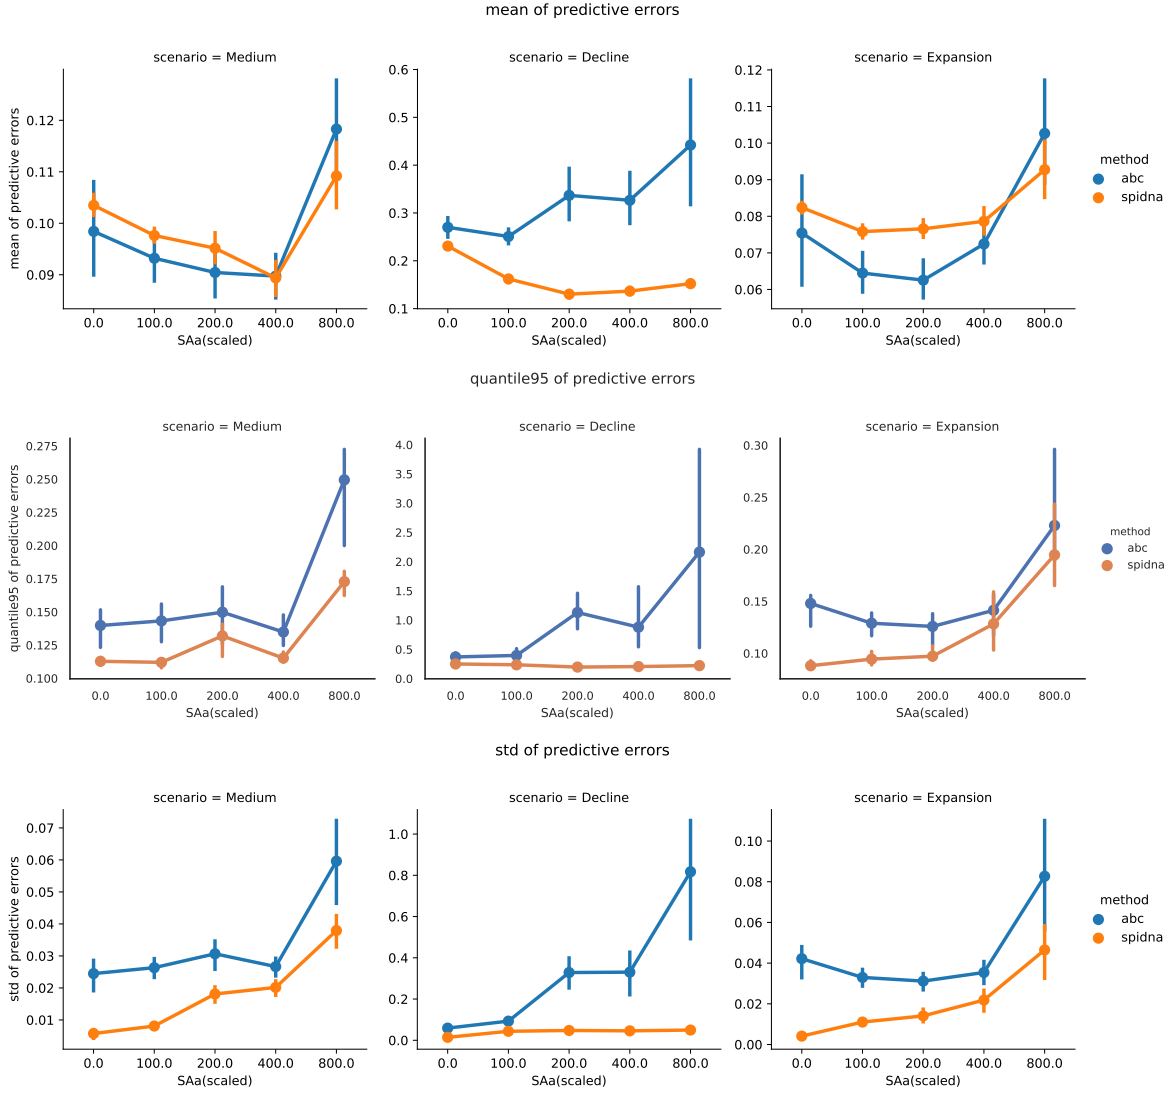 mean of predictive errors
scenario = Medium
scenario = Decline
scenario = Expansion
mean of predictive errors
0.12
0.11
0.10
0.09
0.0 100.0 200.0 400.0 800.0
SAa(scaled)
0.6
0.5
0.4
0.3
0.2
0.1
0.0 100.0 200.0 400.0 800.0
SAa(scaled)
0.12
0.11
0.10
0.09
0.08
0.07
0.06
0.0 100.0 200.0 400.0 800.0
SAa(scaled)
method
abc
spidna
quantile95 of predictive errors
scenario = Medium
scenario = Decline
scenario = Expansion
quantile95 of predictive errors
0.275
0.250
0.225
0.200
0.175
0.150
0.125
0.100
0.0 100.0 200.0 400.0 800.0
SAa(scaled)
4.0
3.5
3.0
2.5
2.0
1.5
1.0
0.5
0.0
0.0 100.0 200.0 400.0 800.0
SAa(scaled)
0.30
0.25
0.20
0.15
0.10
0.0 100.0 200.0 400.0 800.0
SAa(scaled)
method
abc
spidna
std of predictive errors
scenario = Medium
scenario = Decline
scenario = Expansion
std of predictive errors
0.07
0.06
0.05
0.04
0.03
0.02
0.01
0.0 100.0 200.0 400.0 800.0
SAa(scaled)
1.0
0.8
0.6
0.4
0.2
0.0
0.0 100.0 200.0 400.0 800.0
SAa(scaled)
0.10
0.08
0.06
0.04
0.02
0.00
0.0 100.0 200.0 400.0 800.0
SAa(scaled)
method
abc
spidna